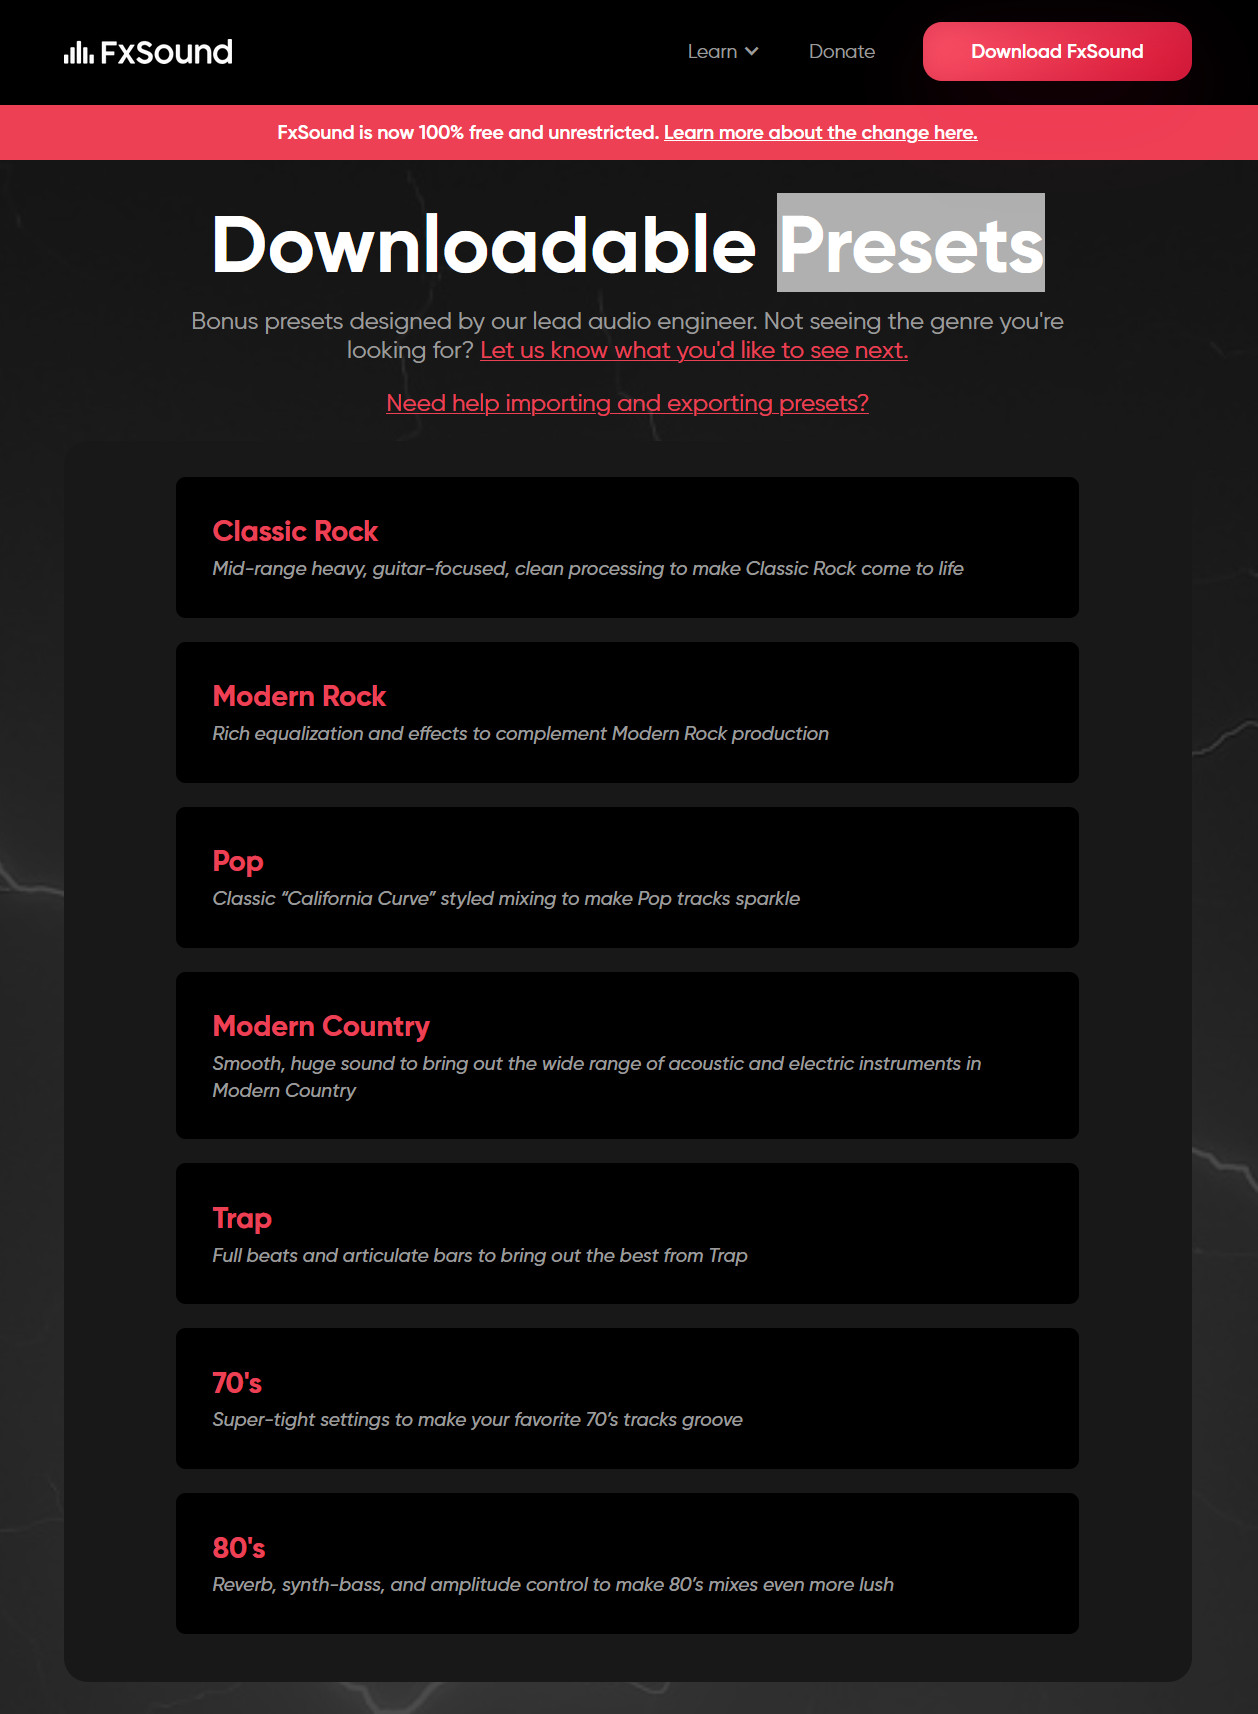 FxSound
Learn
Donate
Download FxSound
FxSound is now 100% free and unrestricted. Learn more about the change here.
Downloadable Presets
Bonus presets designed by our lead audio engineer. Not seeing the genre you're
looking for? Let us know what you'd like to see next.
Need help importing and exporting presets?
Classic Rock
Mid-range heavy, guitar-focused, clean processing to make Classic Rock come to life
Modern Rock
Rich equalization and effects to complement Modern Rock production
Pop
Classic “California Curve” styled mixing to make Pop tracks sparkle
Modern Country
Smooth, huge sound to bring out the wide range of acoustic and electric instruments in
Modern Country
Trap
Full beats and articulate bars to bring out the best from Trap
70's
Super-tight settings to make your favorite 70’s tracks groove
80's
Reverb, synth-bass, and amplitude control to make 80’s mixes even more lush